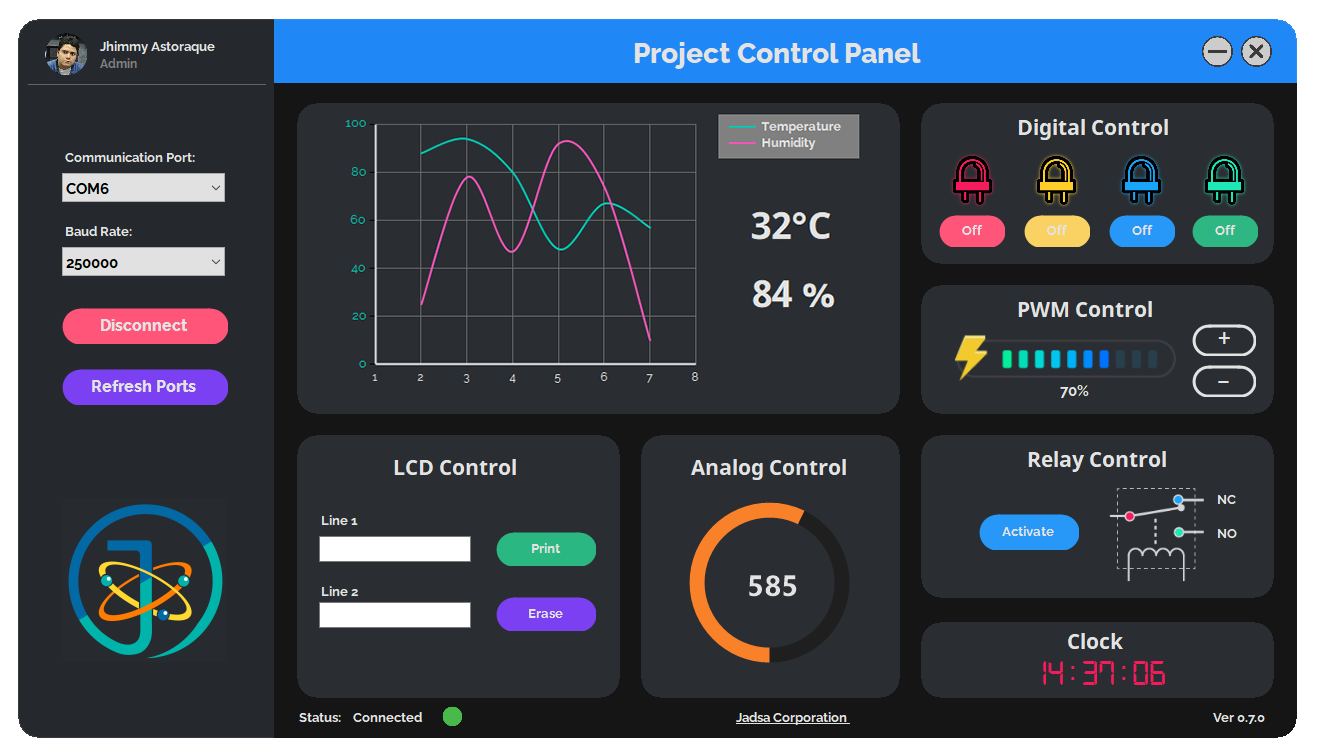 Jhimmy Astoraque
Admin
Project Control Panel
Communication Port:
COM6
Baud Rate:
250000
Disconnect
Refresh Ports
100
80
60
40
20
0
1 2 3 4 5 6 7 8
Temperature
Humidity
32°C
84 %
Digital Control
Off Off Off Off
PWM Control
70%
+
−
LCD Control
Line 1
Print
Line 2
Erase
Analog Control
585
Relay Control
Activate
NC
NO
Clock
14:37:06
Status: Connected
Jadsa Corporation
Ver 0.7.0